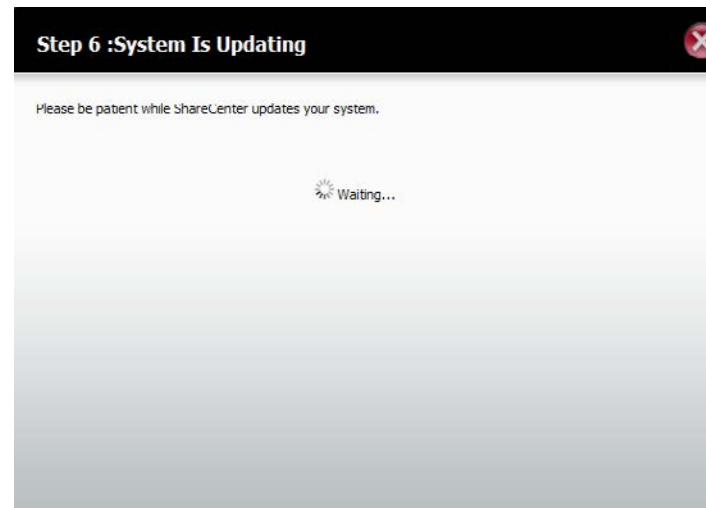 Step 6 :System Is Updating
Please be patient while ShareCenter updates your system.
Waiting...